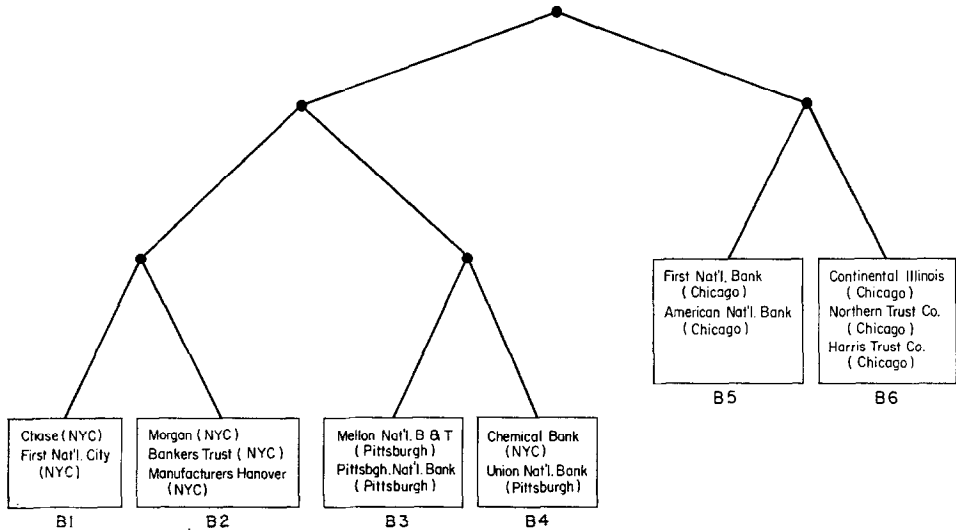 First Nat'l. Bank
(Chicago)
American Nat'l. Bank
(Chicago)
B5
Continental Illinois
(Chicago)
Northern Trust Co.
(Chicago)
Harris Trust Co.
(Chicago)
B6
Chase (NYC)
First Nat'l. City
(NYC)
B1
Morgan (NYC)
Bankers Trust (NYC)
Manufacturers Hanover
(NYC)
B2
Mellon Nat'l. B & T
(Pittsburgh)
Pittsbgh. Nat'l. Bank
(Pittsburgh)
B3
Chemical Bank
(NYC)
Union Nat'l. Bank
(Pittsburgh)
B4